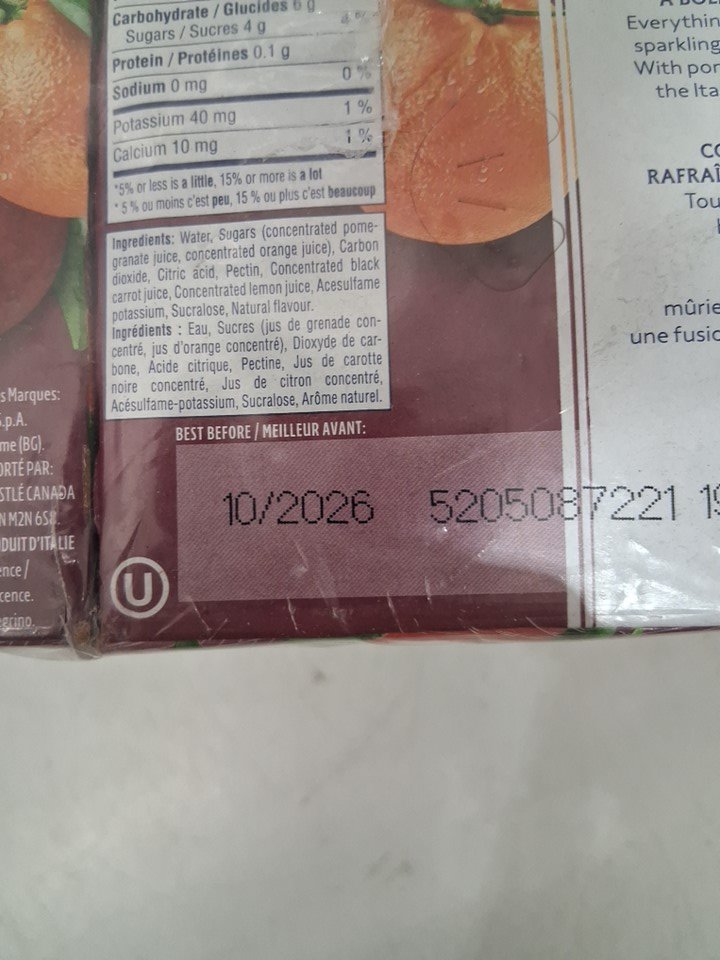 Carbohydrate / Glucides 6 g
Sugars / Sucres 4 g
Protein / Protéines 0.1 g
Sodium 0 mg 0 %
Potassium 40 mg 1 %
Calcium 10 mg 1 %
*5% or less is a little, 15% or more is a lot
* 5 % ou moins c'est peu, 15 % ou plus c'est beaucoup
Ingredients: Water, Sugars (concentrated pome-
granate juice, concentrated orange juice), Carbon
dioxide, Citric acid, Pectin, Concentrated black
carrot juice, Concentrated lemon juice, Acesulfame
potassium, Sucralose, Natural flavour.
Ingrédients : Eau, Sucres (jus de grenade con-
centré, jus d'orange concentré), Dioxyde de car-
bone, Acide citrique, Pectine, Jus de carotte
noire concentré, Jus de citron concentré,
Acésulfame-potassium, Sucralose, Arôme naturel.
BEST BEFORE / MEILLEUR AVANT:
10/2026 5205087221 19
U
s Marques:
S.p.A.
me (BG).
ORTÉ PAR:
STLÉ CANADA
N M2N 6S8.
DUIT D'ITALIE
ence /
cence.
egrino.
Everythin
sparkling
With por
the Ita
CO
RAFRAÎ
Tou
mûrie
une fusio